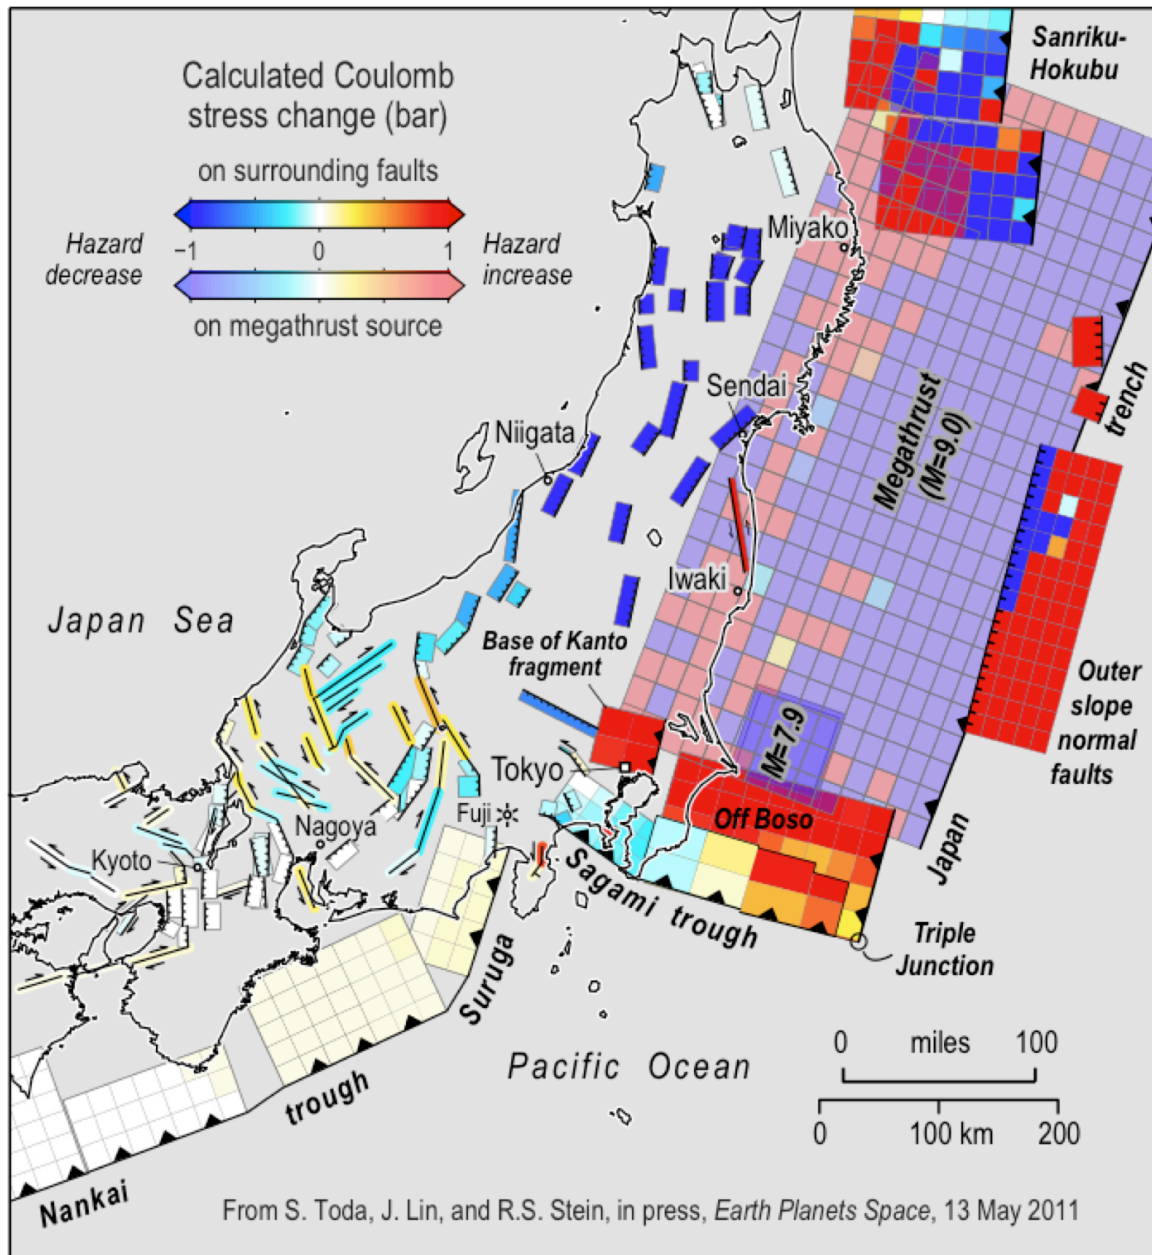 Calculated Coulomb
stress change (bar)
on surrounding faults
Hazard
decrease
−1
0
1
Hazard
increase
on megathrust source
Sanriku-
Hokubu
Miyako
Sendai
Niigata
Megathrust
(M=9.0)
trench
Iwaki
Japan Sea
Base of Kanto
fragment
Outer
slope
normal
faults
M=7.9
Tokyo
Fuji
Off Boso
Nagoya
Kyoto
Japan
Sagami trough
Triple
Junction
Suruga
trough
Nankai
Pacific Ocean
0 miles 100
0 100 km 200
From S. Toda, J. Lin, and R.S. Stein, in press, Earth Planets Space, 13 May 2011